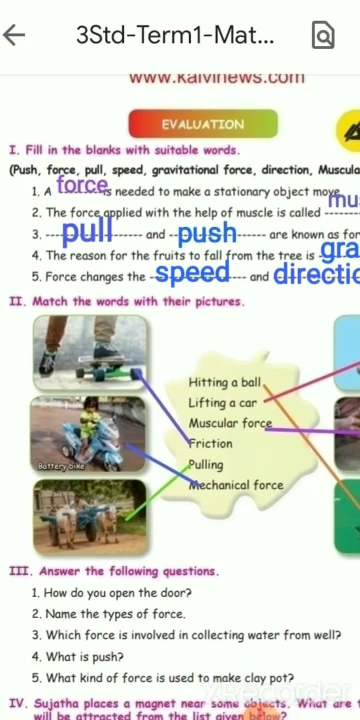 3Std-Term1-Mat...
www.kalvinews.com
EVALUATION
I. Fill in the blanks with suitable words.
(Push, force, pull, speed, gravitational force, direction, Muscula
1. A force is needed to make a stationary object move.
2. The force applied with the help of muscle is called -------- mu
3. --- pull ------ and --push------ are known as for
4. The reason for the fruits to fall from the tree is - gra
5. Force changes the - speed --- and directio
II. Match the words with their pictures.
Hitting a ball
Lifting a car
Muscular force
Friction
Battery bike
Pulling
Mechanical force
III. Answer the following questions.
1. How do you open the door?
2. Name the types of force.
3. Which force is involved in collecting water from well?
4. What is push?
5. What kind of force is used to make clay pot?
IV. Sujatha places a magnet near some objects. What are
will be attracted from the list given below?